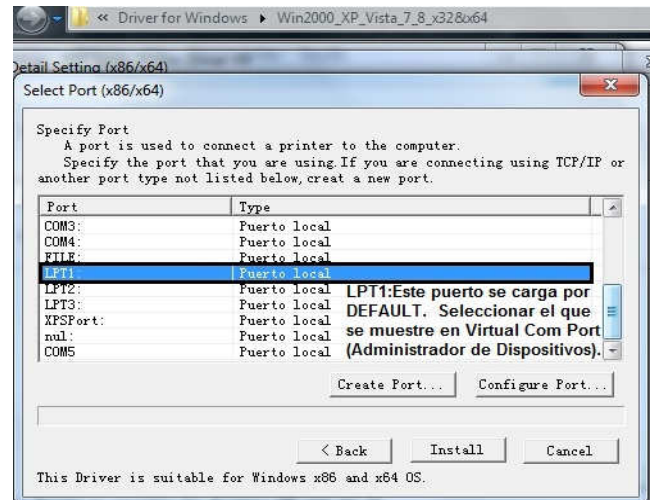 « Driver for Windows ▸ Win2000_XP_Vista_7_8_x32&x64
Detail Setting (x86/x64)
Select Port (x86/x64)
Specify Port
A port is used to connect a printer to the computer.
Specify the port that you are using.If you are connecting using TCP/IP or
another port type not listed below,creat a new port.
Port Type
COM3: Puerto local
COM4: Puerto local
FILE: Puerto local
LPT1: Puerto local
LPT2: Puerto local
LPT3: Puerto local
XPSPort: Puerto local
nul: Puerto local
COM5 Puerto local
LPT1:Este puerto se carga por
DEFAULT. Seleccionar el que
se muestre en Virtual Com Port
(Administrador de Dispositivos).
Create Port... Configure Port...
< Back Install Cancel
This Driver is suitable for Windows x86 and x64 OS.